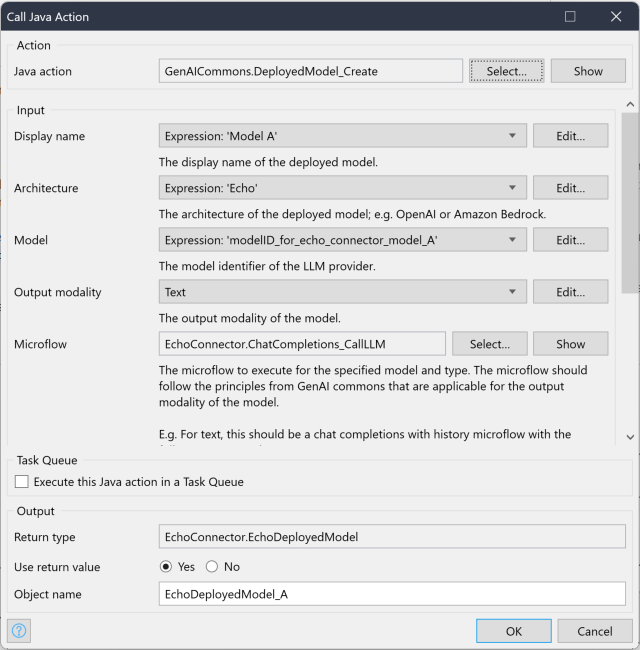 Call Java Action
Action
Java action
GenAICommons.DeployedModel_Create
Select...
Show
Input
Display name
Expression: 'Model A'
Edit...
The display name of the deployed model.
Architecture
Expression: 'Echo'
Edit...
The architecture of the deployed model; e.g. OpenAI or Amazon Bedrock.
Model
Expression: 'modelID_for_echo_connector_model_A'
Edit...
The model identifier of the LLM provider.
Output modality
Text
Edit...
The output modality of the model.
Microflow
EchoConnector.ChatCompletions_CallLLM
Select...
Show
The microflow to execute for the specified model and type. The microflow should
follow the principles from GenAI commons that are applicable for the output
modality of the model.
E.g. For text, this should be a chat completions with history microflow with the
Task Queue
Execute this Java action in a Task Queue
Output
Return type
EchoConnector.EchoDeployedModel
Use return value
Yes
No
Object name
EchoDeployedModel_A
?
OK
Cancel